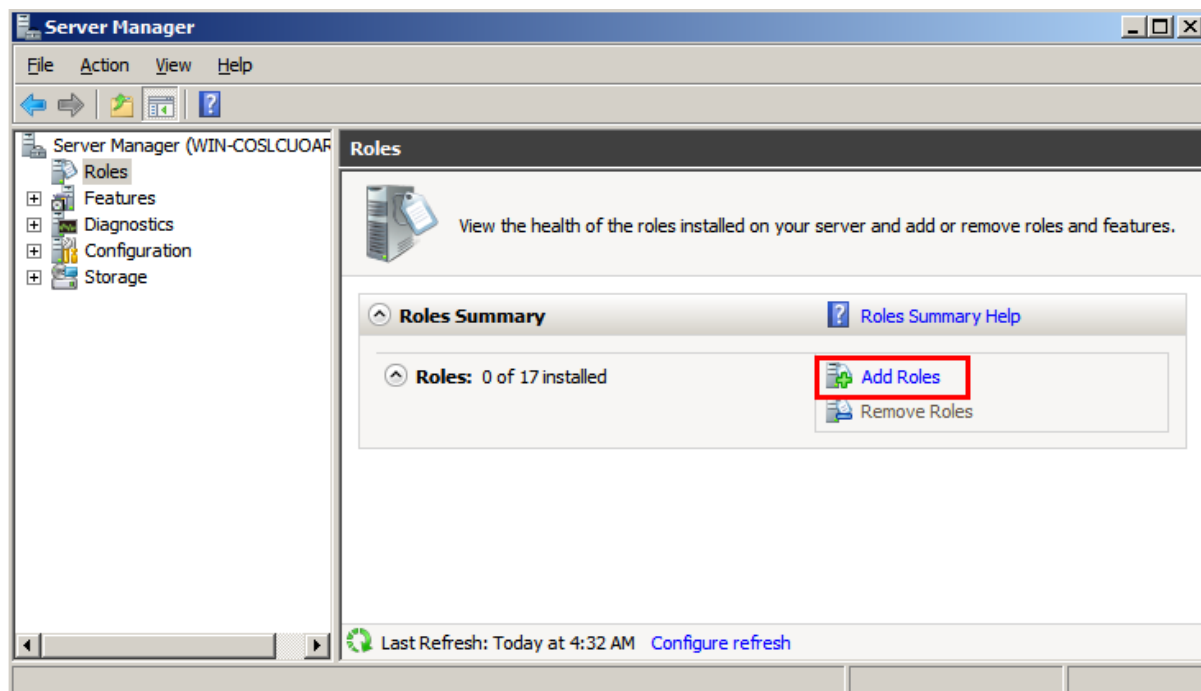 Server Manager
File Action View Help
Server Manager (WIN-COSLCUOAR
Roles
Features
Diagnostics
Configuration
Storage
Roles
View the health of the roles installed on your server and add or remove roles and features.
Roles Summary
Roles Summary Help
Roles: 0 of 17 installed
Add Roles
Remove Roles
Last Refresh: Today at 4:32 AM Configure refresh